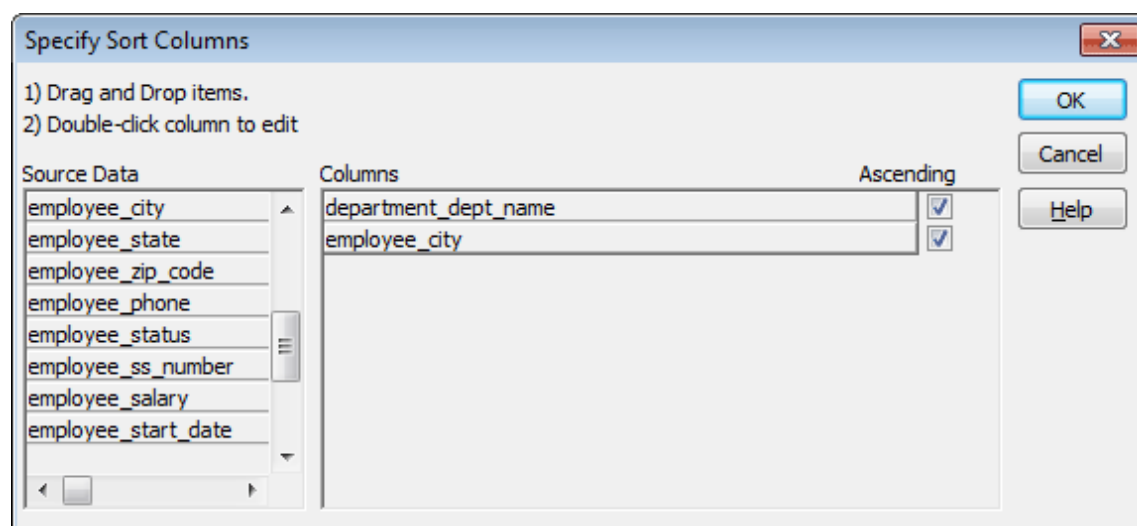 Specify Sort Columns
1) Drag and Drop items.
2) Double-click column to edit
OK
Cancel
Help
Source Data
employee_city
employee_state
employee_zip_code
employee_phone
employee_status
employee_ss_number
employee_salary
employee_start_date
Columns Ascending
department_dept_name
employee_city